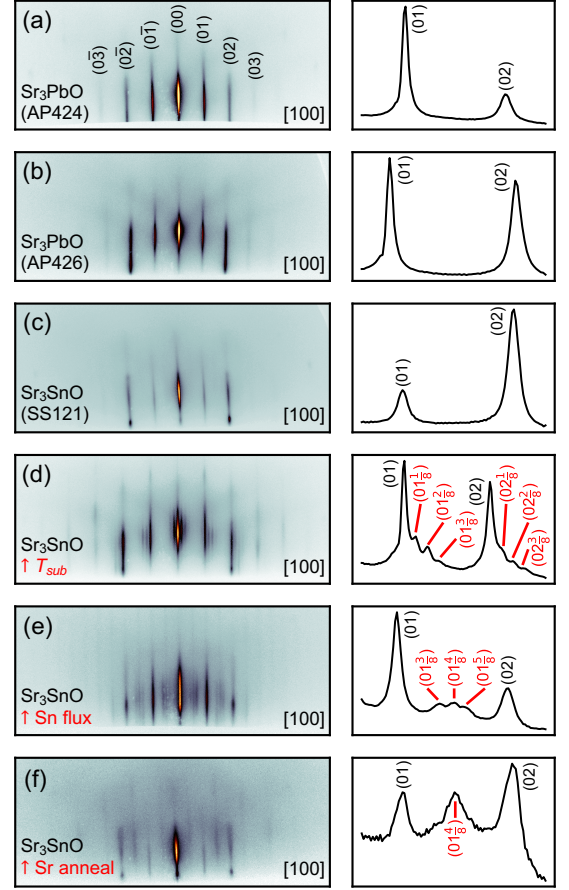 (a)
(03̅)
(02̅)
(01̅)
(00)
(01)
(02)
(03)
Sr₃PbO
(AP424)
[100]
(01)
(02)
(b)
Sr₃PbO
(AP426)
[100]
(01)
(02)
(c)
Sr₃SnO
(SS121)
[100]
(01)
(02)
(d)
Sr₃SnO
↑ T_sub
[100]
(01)
(01 1/8)
(01 2/8)
(01 3/8)
(02)
(02 1/8)
(02 2/8)
(02 3/8)
(e)
Sr₃SnO
↑ Sn flux
[100]
(01)
(01 3/8)
(01 4/8)
(01 5/8)
(02)
(f)
Sr₃SnO
↑ Sr anneal
[100]
(01)
(01 4/8)
(02)